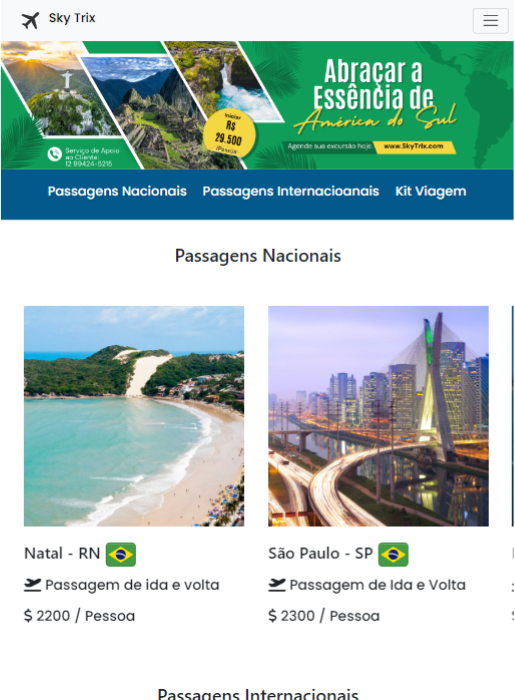 Sky Trix
Abraçar a
Essência de
América do Sul
Iniciar
R$
29.500
/Pessoa
Serviço de Apoio
ao Cliente:
12 99424-5215
Agende sua excursão hoje.
www.SkyTrix.com
Passagens Nacionais Passagens Internacioanais Kit Viagem
Passagens Nacionais
Natal - RN
Passagem de ida e volta
$ 2200 / Pessoa
São Paulo - SP
Passagem de Ida e Volta
$ 2300 / Pessoa
Passagens Internacionais